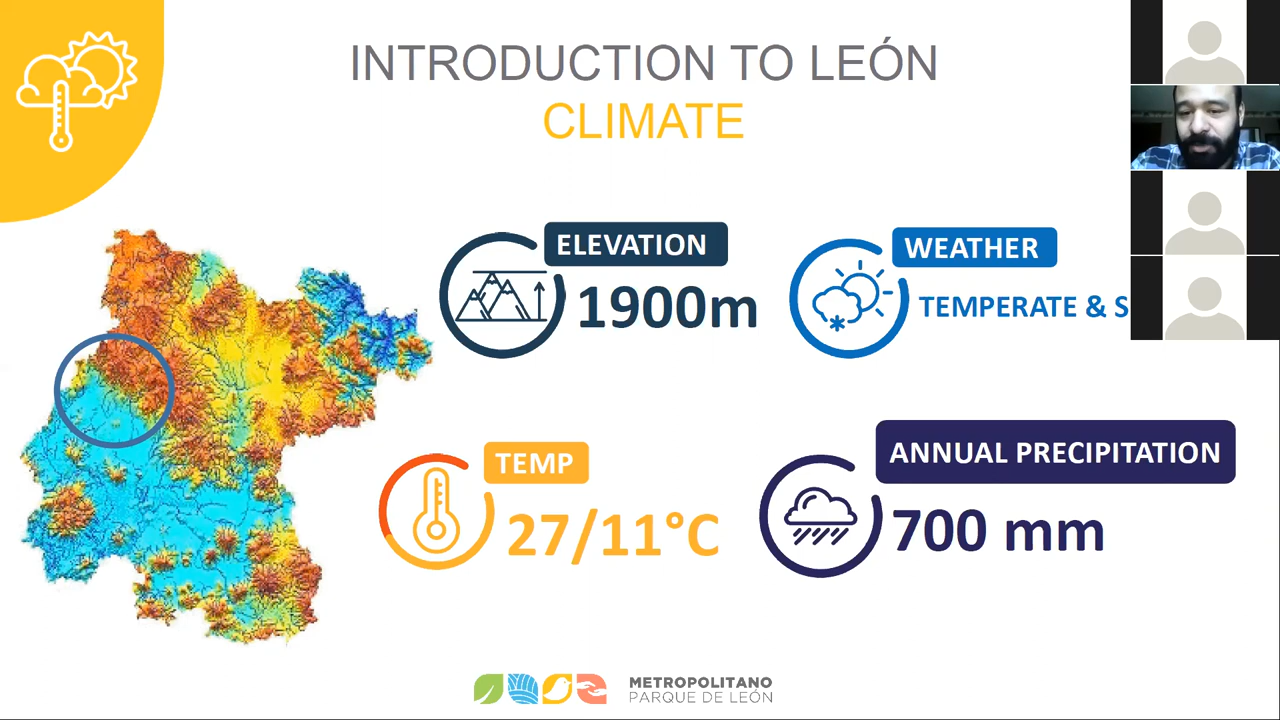 INTRODUCTION TO LEÓN
CLIMATE
ELEVATION
1900m
WEATHER
TEMPERATE & S
TEMP
27/11°C
ANNUAL PRECIPITATION
700 mm
METROPOLITANO
PARQUE DE LEÓN